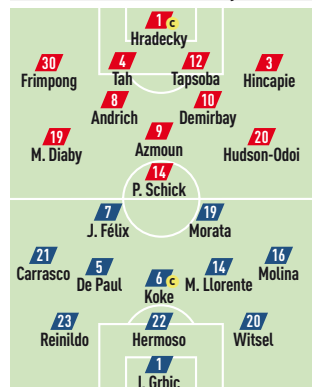 1 c
Hradecky
30 4 12 3
Frimpong Tah Tapsoba Hincapie
8 10
Andrich Demirbay
19 9 20
M. Diaby Azmoun Hudson-Odoi
14
P. Schick
7 19
J. Félix Morata
21 5 6 c 14 16
Carrasco De Paul Koke M. Llorente Molina
23 22 20
Reinildo Hermoso Witsel
1
I. Grbic